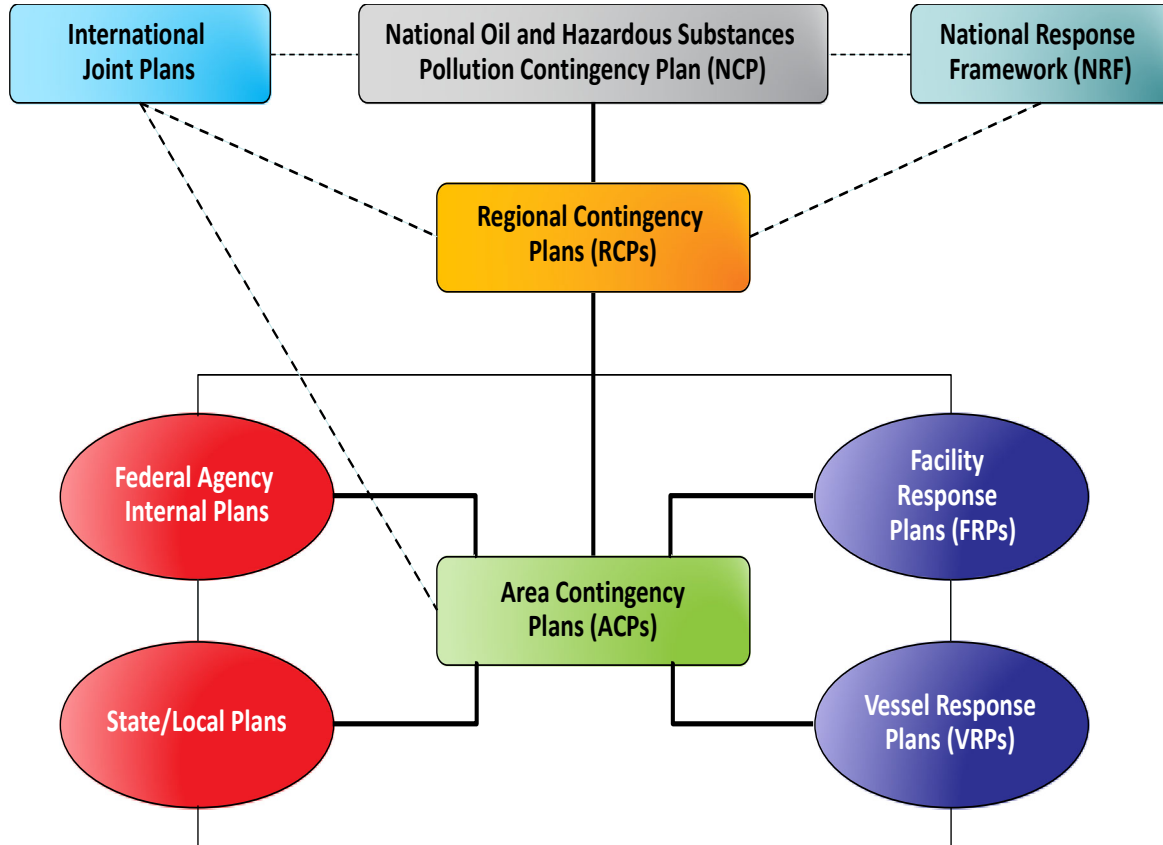 International
Joint Plans
National Oil and Hazardous Substances
Pollution Contingency Plan (NCP)
National Response
Framework (NRF)
Regional Contingency
Plans (RCPs)
Federal Agency
Internal Plans
Facility
Response
Plans (FRPs)
Area Contingency
Plans (ACPs)
State/Local Plans
Vessel Response
Plans (VRPs)